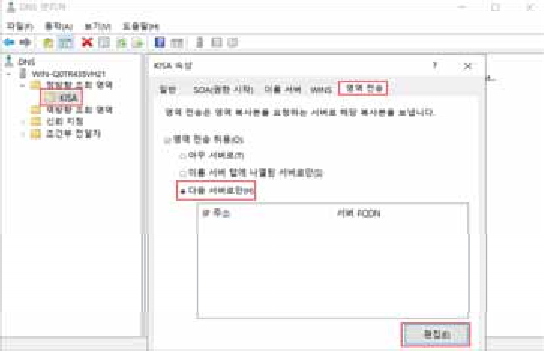 DNS 관리자
파일(F) 동작(A) 보기(V) 도움말(H)
DNS
WIN-Q0TR43SVH21
정방향 조회 영역
KISA
역방향 조회 영역
신뢰 지점
조건부 전달자
KISA 속성
? ×
일반 SOA(권한 시작) 이름 서버 WINS 영역 전송
영역 전송은 영역 복사본을 요청하는 서버로 해당 복사본을 보냅니다.
영역 전송 허용(O):
아무 서버로(T)
이름 서버 탭에 나열된 서버로만(S)
다음 서버로만(H)
IP 주소 서버 FQDN
편집(E)